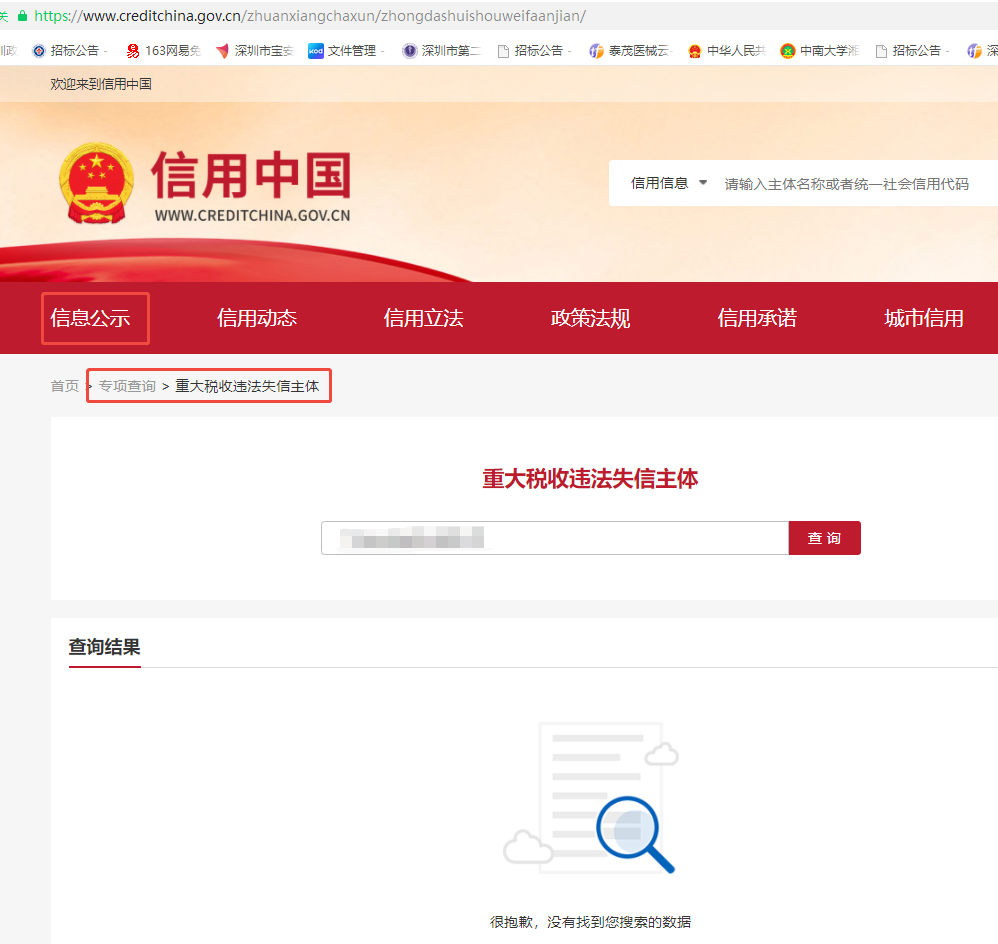 https://www.creditchina.gov.cn/zhuanxiangchaxun/zhongdashuishouweifaanjian/
招标公告 - 163网易免 深圳市宝安 文件管理 - 深圳市第二 招标公告 - 泰茂医械云- 中华人民共 中南大学湘 招标公告 - 深
欢迎来到信用中国
信用中国
WWW.CREDITCHINA.GOV.CN
信用信息 请输入主体名称或者统一社会信用代码
信息公示 信用动态 信用立法 政策法规 信用承诺 城市信用
首页 > 专项查询 > 重大税收违法失信主体
重大税收违法失信主体
查 询
查询结果
很抱歉，没有找到您搜索的数据